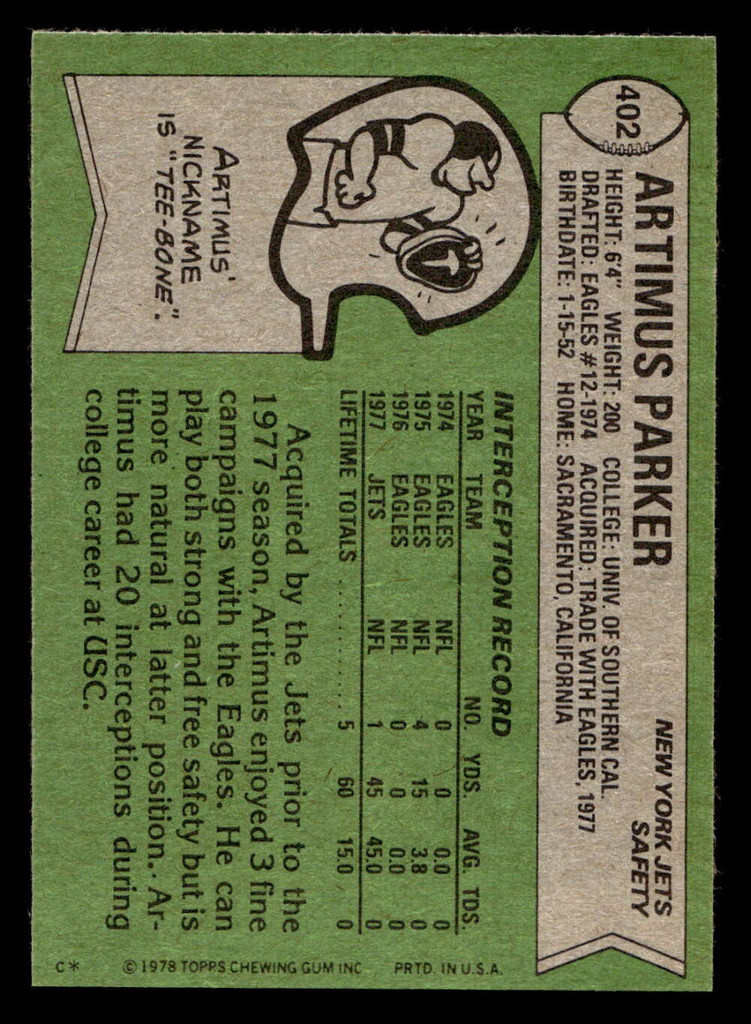 402
ARTIMUS PARKER
NEW YORK JETS
SAFETY
HEIGHT: 6'4" WEIGHT: 200 COLLEGE: UNIV. OF SOUTHERN CAL.
DRAFTED: EAGLES #12-1974 ACQUIRED: TRADE WITH EAGLES, 1977
BIRTHDATE: 1-15-52 HOME: SACRAMENTO, CALIFORNIA
T
ARTIMUS'
NICKNAME
IS "TEE-BONE".
INTERCEPTION RECORD
YEAR TEAM NO. YDS. AVG. TDS.
1974 EAGLES NFL 0 0 0.0 0
1975 EAGLES NFL 4 15 3.8 0
1976 EAGLES NFL 0 0 0.0 0
1977 JETS NFL 1 45 45.0 0
LIFETIME TOTALS .............. 5 60 15.0 0
Acquired by the Jets prior to the
1977 season, Artimus enjoyed 3 fine
campaigns with the Eagles. He can
play both strong and free safety but is
more natural at latter position. Ar-
timus had 20 interceptions during
college career at USC.
C* © 1978 TOPPS CHEWING GUM INC PRTD. IN U.S.A.